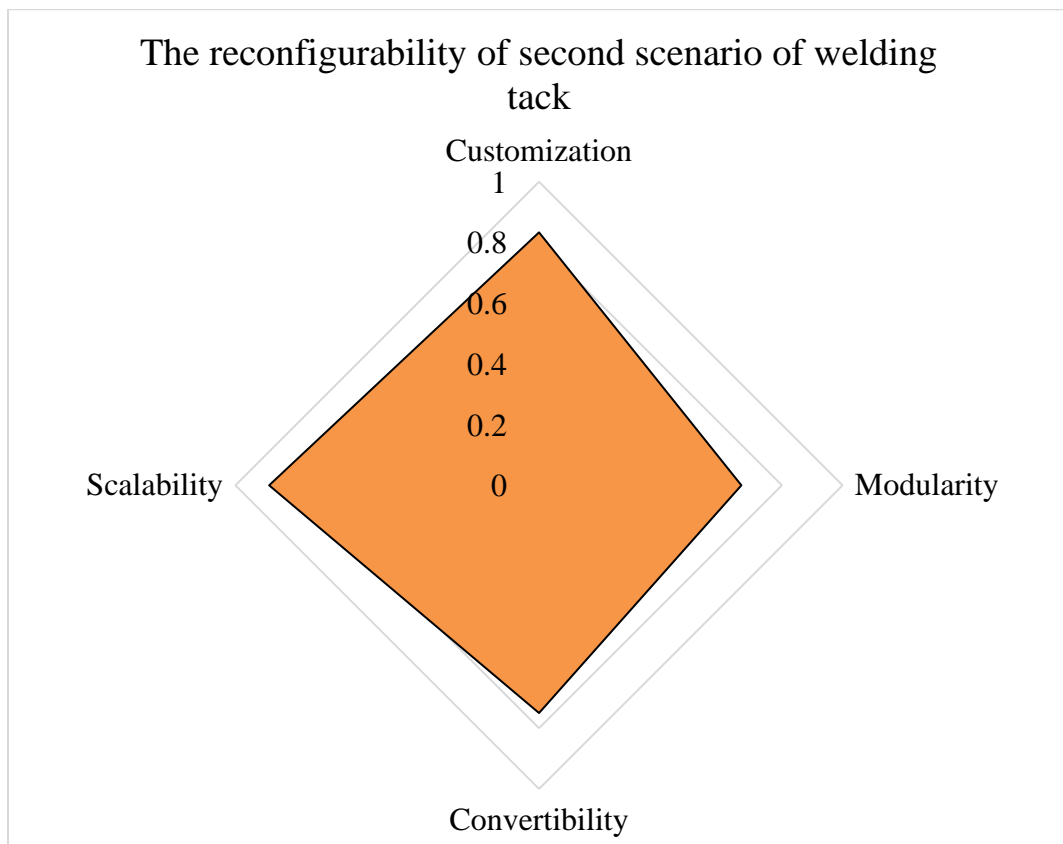 The reconfigurability of second scenario of welding
tack
Customization
1
0.8
0.6
0.4
0.2
0
Scalability
Modularity
Convertibility